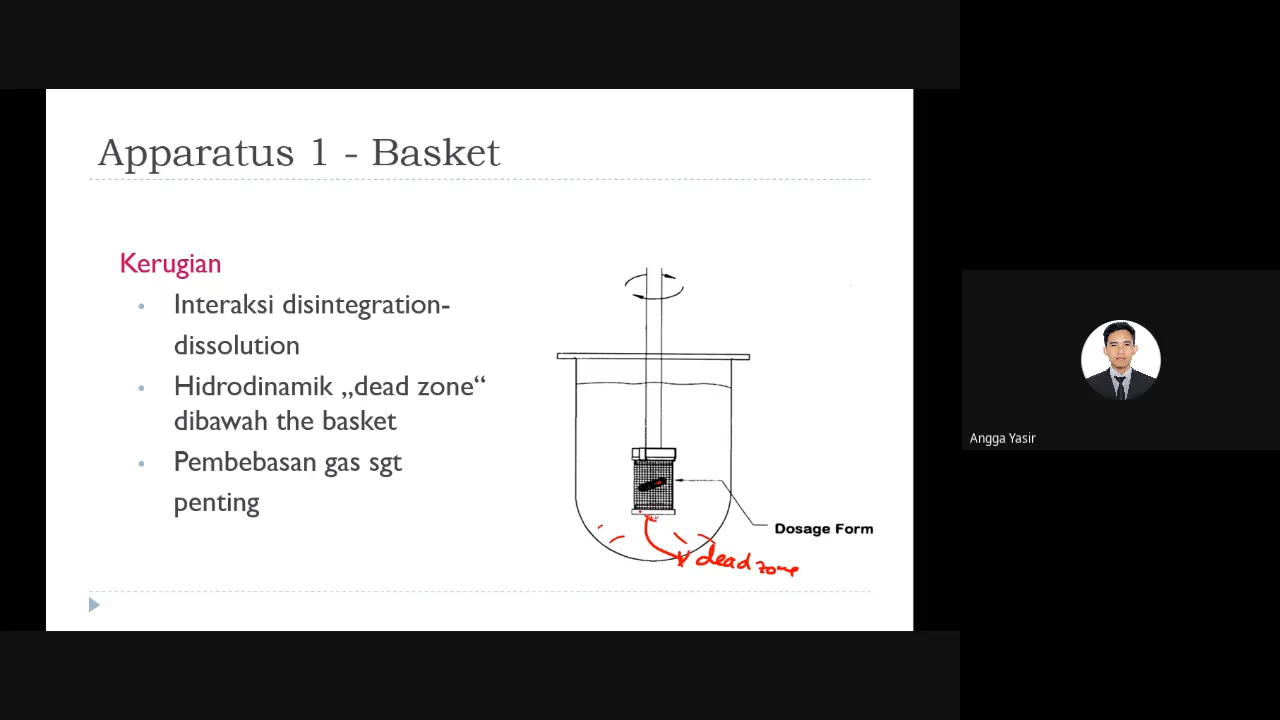 Apparatus 1 - Basket
Kerugian
• Interaksi disintegration-
dissolution
• Hidrodinamik „dead zone“
dibawah the basket
• Pembebasan gas sgt
penting
Dosage Form
dead zone
Angga Yasir